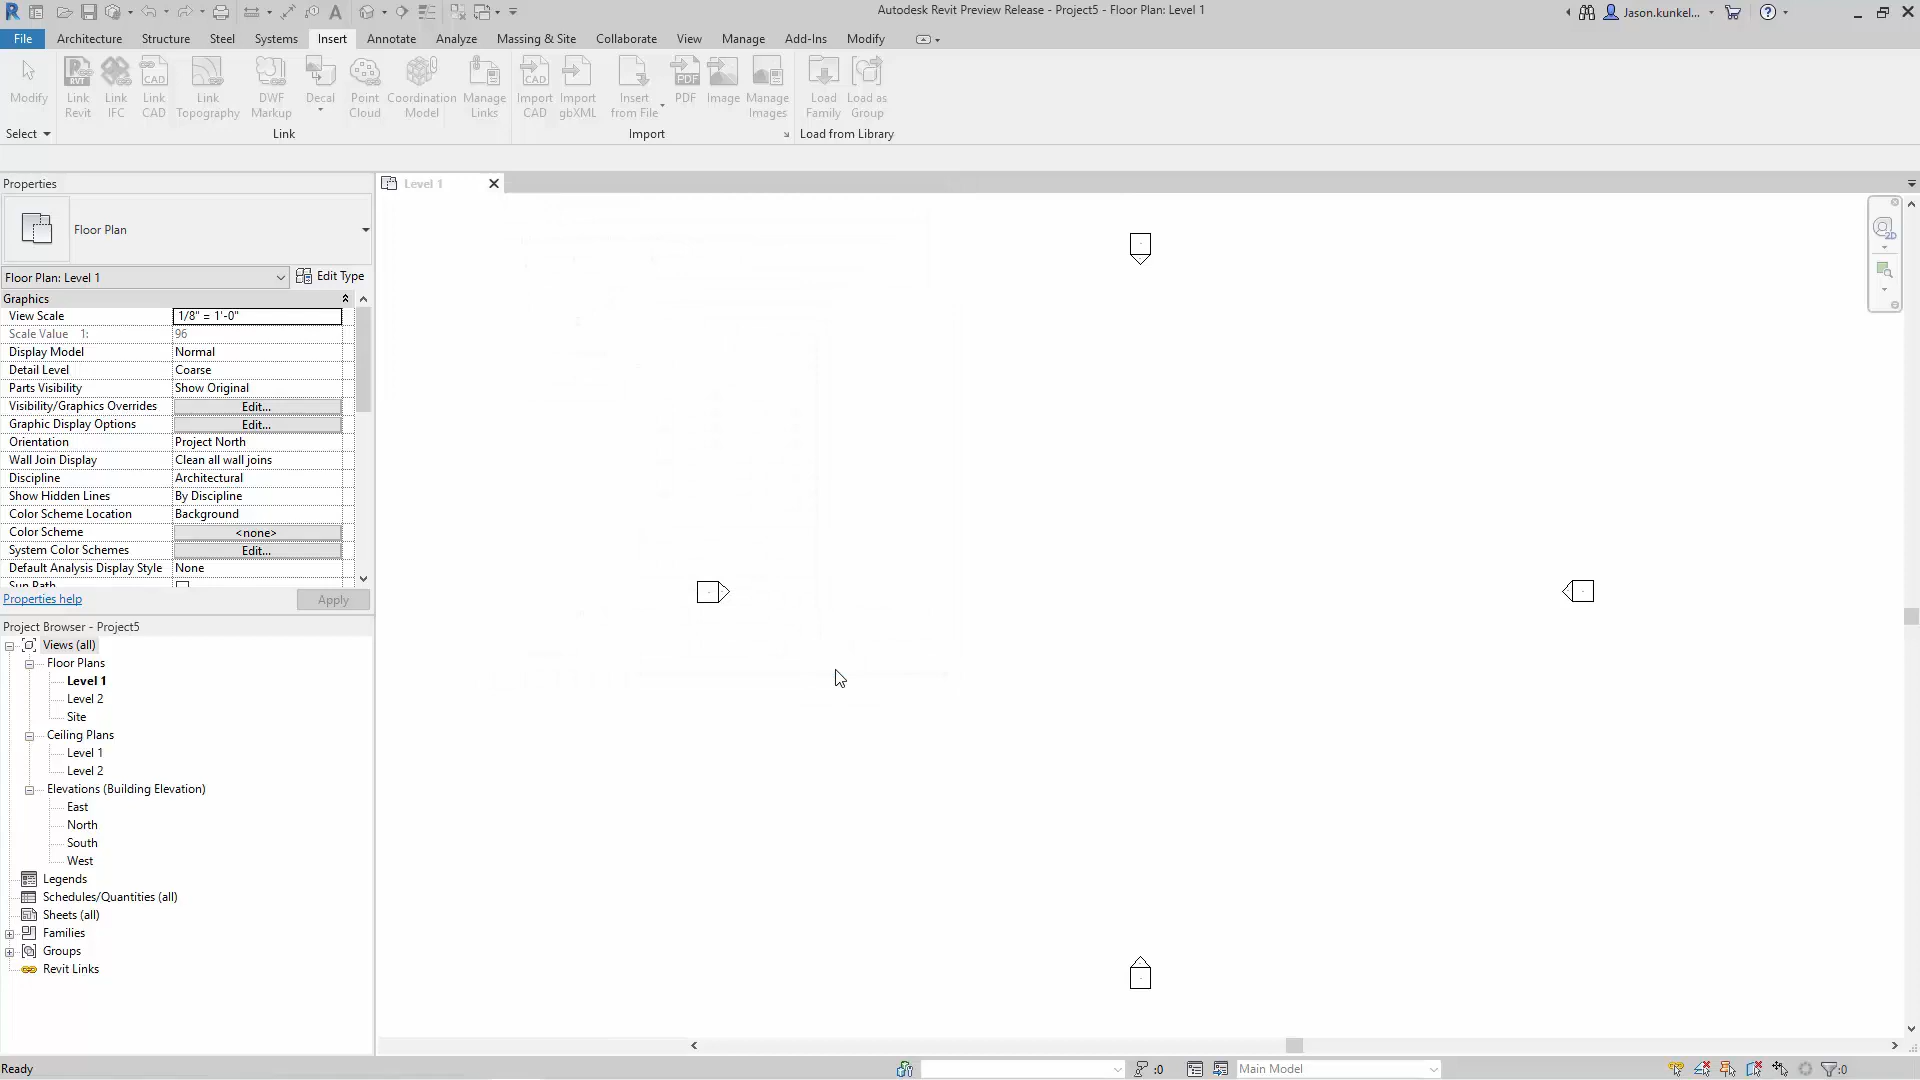 Autodesk Revit Preview Release - Project5 - Floor Plan: Level 1
Jason.kunkel...
File Architecture Structure Steel Systems Insert Annotate Analyze Massing & Site Collaborate View Manage Add-Ins Modify
Modify
Link Revit
Link IFC
Link CAD
Link Topography
DWF Markup
Decal
Point Cloud
Coordination Model
Manage Links
Import CAD
Import gbXML
Insert from File
PDF
Image
Manage Images
Load Family
Load as Group
Select
Link
Import
Load from Library
Properties
Level 1
Floor Plan
Floor Plan: Level 1
Edit Type
Graphics
View Scale 1/8" = 1'-0"
Scale Value 1: 96
Display Model Normal
Detail Level Coarse
Parts Visibility Show Original
Visibility/Graphics Overrides Edit...
Graphic Display Options Edit...
Orientation Project North
Wall Join Display Clean all wall joins
Discipline Architectural
Show Hidden Lines By Discipline
Color Scheme Location Background
Color Scheme <none>
System Color Schemes Edit...
Default Analysis Display Style None
Sun Path
Properties help
Apply
Project Browser - Project5
Views (all)
Floor Plans
Level 1
Level 2
Site
Ceiling Plans
Level 1
Level 2
Elevations (Building Elevation)
East
North
South
West
Legends
Schedules/Quantities (all)
Sheets (all)
Families
Groups
Revit Links
Ready
:0
Main Model
:0